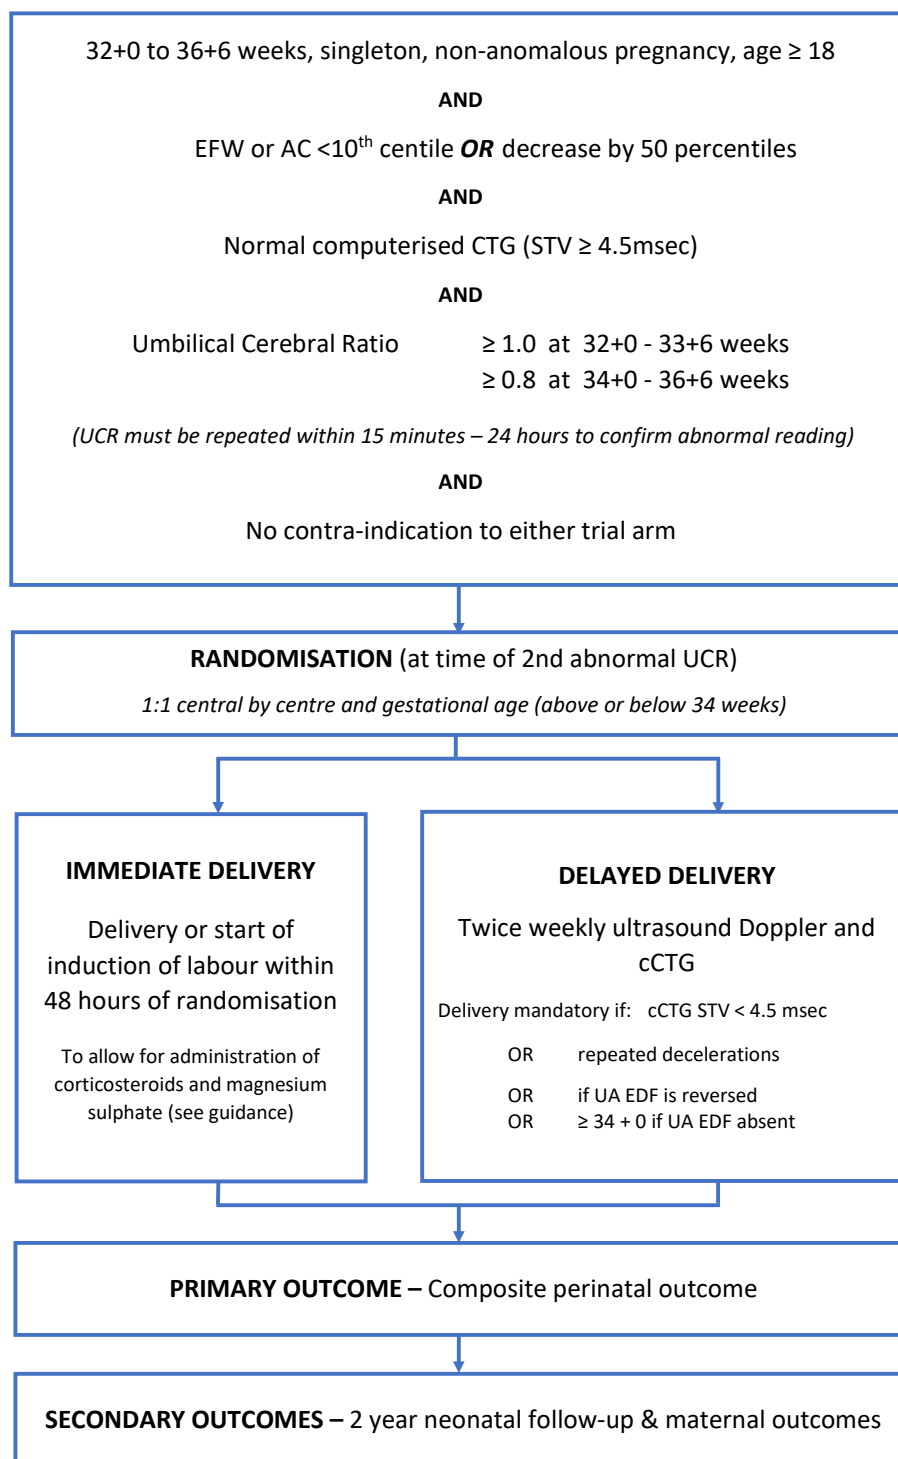 32+0 to 36+6 weeks, singleton, non-anomalous pregnancy, age ≥ 18
AND
EFW or AC <10th centile OR decrease by 50 percentiles
AND
Normal computerised CTG (STV ≥ 4.5msec)
AND
Umbilical Cerebral Ratio ≥ 1.0 at 32+0 - 33+6 weeks
≥ 0.8 at 34+0 - 36+6 weeks
(UCR must be repeated within 15 minutes – 24 hours to confirm abnormal reading)
AND
No contra-indication to either trial arm
RANDOMISATION (at time of 2nd abnormal UCR)
1:1 central by centre and gestational age (above or below 34 weeks)
IMMEDIATE DELIVERY
Delivery or start of
induction of labour within
48 hours of randomisation
To allow for administration of
corticosteroids and magnesium
sulphate (see guidance)
DELAYED DELIVERY
Twice weekly ultrasound Doppler and
cCTG
Delivery mandatory if: cCTG STV < 4.5 msec
OR repeated decelerations
OR if UA EDF is reversed
OR ≥ 34 + 0 if UA EDF absent
PRIMARY OUTCOME – Composite perinatal outcome
SECONDARY OUTCOMES – 2 year neonatal follow-up & maternal outcomes